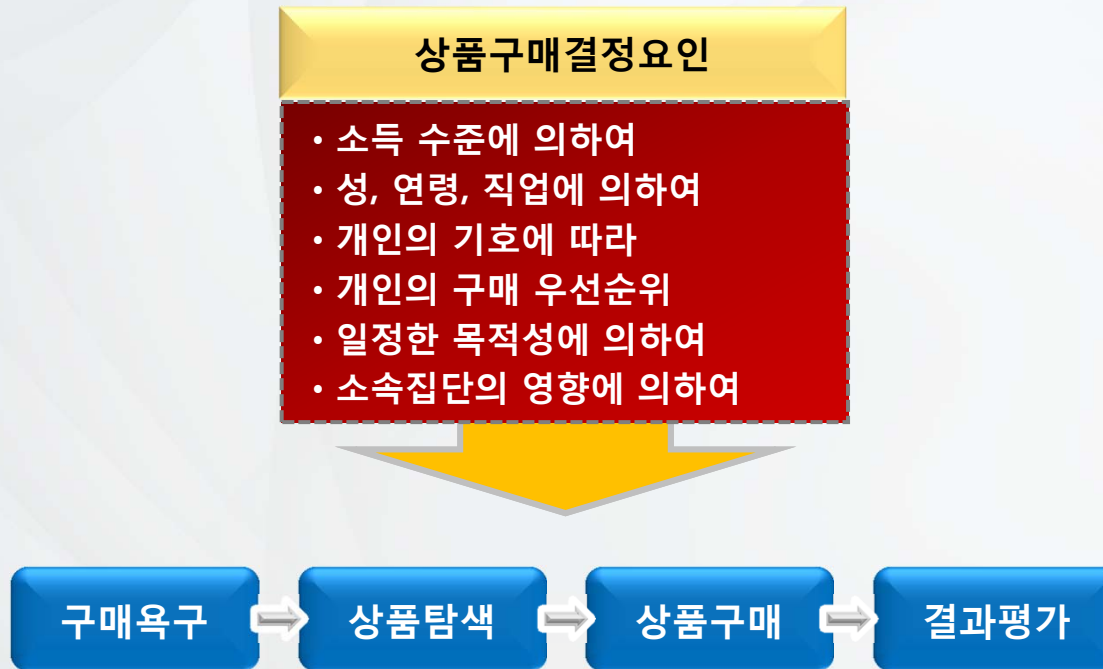 상품구매결정요인
• 소득 수준에 의하여
• 성, 연령, 직업에 의하여
• 개인의 기호에 따라
• 개인의 구매 우선순위
• 일정한 목적성에 의하여
• 소속집단의 영향에 의하여
구매욕구 ⇨ 상품탐색 ⇨ 상품구매 ⇨ 결과평가